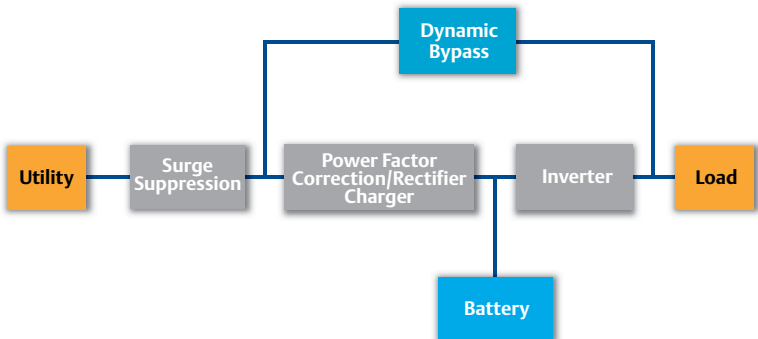 Dynamic
Bypass
Utility
Surge
Suppression
Power Factor
Correction/Rectifier
Charger
Inverter
Load
Battery